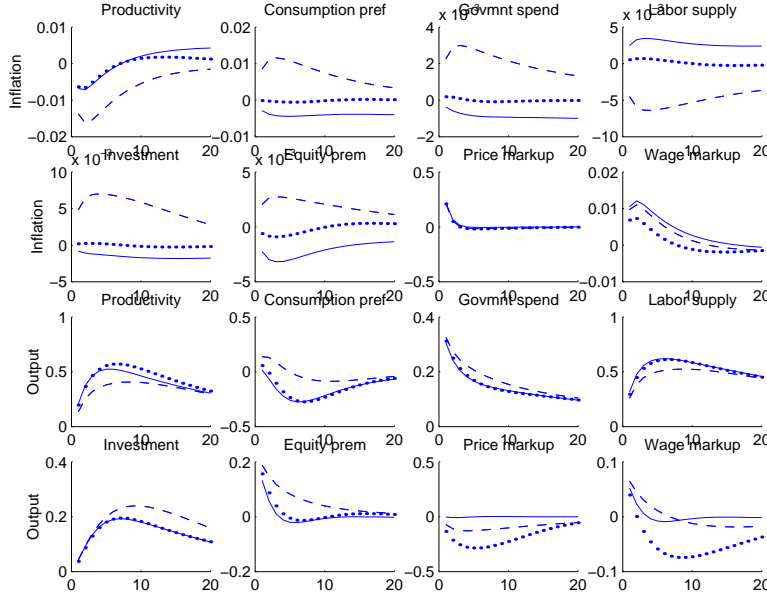 Productivity
0.01
0
−0.01
−0.02
Inflation
0 10 20
Consumption pref
0.02
0.01
0
−0.01
0 10 20
x 10
Govmnt spend
4
2
0
−2
0 10 20
x 10
Labor supply
5
0
−5
−10
0 10 20
x 10
Investment
10
5
0
−5
Inflation
0 10 20
x 10
Equity prem
5
0
−5
0 10 20
Price markup
0.5
0
−0.5
0 10 20
Wage markup
0.02
0.01
0
−0.01
0 10 20
Productivity
1
0.5
0
Output
0 10 20
Consumption pref
0.5
0
−0.5
0 10 20
Govmnt spend
0.4
0.2
0
0 10 20
Labor supply
1
0.5
0
0 10 20
Investment
0.4
0.2
0
Output
0 10 20
Equity prem
0.2
0
−0.2
0 10 20
Price markup
0.5
0
−0.5
0 10 20
Wage markup
0.1
0
−0.1
0 10 20